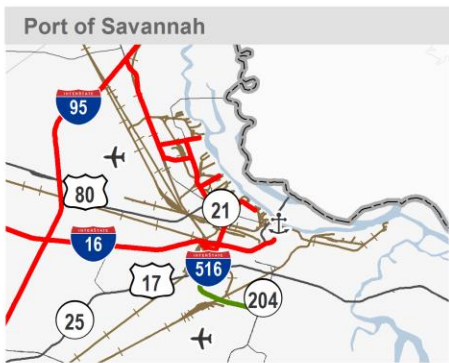 Port of Savannah
INTERSTATE
95
80
21
INTERSTATE
16
INTERSTATE
516
17
204
25